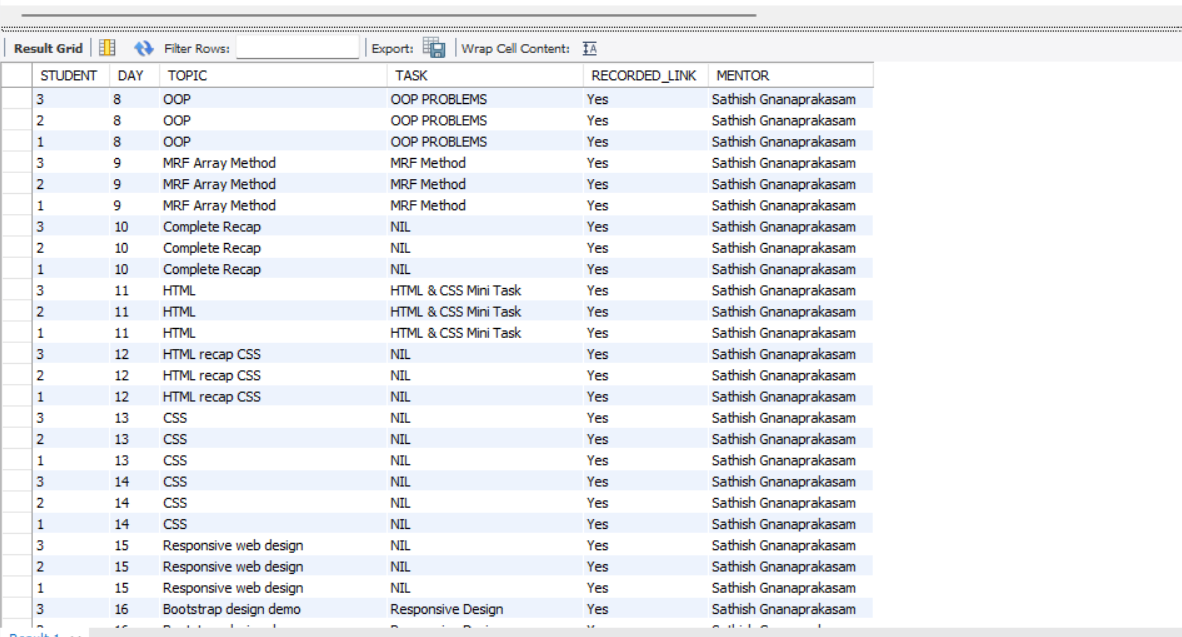 Result Grid Filter Rows: Export: Wrap Cell Content: IA
STUDENT DAY TOPIC TASK RECORDED_LINK MENTOR
3 8 OOP OOP PROBLEMS Yes Sathish Gnanaprakasam
2 8 OOP OOP PROBLEMS Yes Sathish Gnanaprakasam
1 8 OOP OOP PROBLEMS Yes Sathish Gnanaprakasam
3 9 MRF Array Method MRF Method Yes Sathish Gnanaprakasam
2 9 MRF Array Method MRF Method Yes Sathish Gnanaprakasam
1 9 MRF Array Method MRF Method Yes Sathish Gnanaprakasam
3 10 Complete Recap NIL Yes Sathish Gnanaprakasam
2 10 Complete Recap NIL Yes Sathish Gnanaprakasam
1 10 Complete Recap NIL Yes Sathish Gnanaprakasam
3 11 HTML HTML & CSS Mini Task Yes Sathish Gnanaprakasam
2 11 HTML HTML & CSS Mini Task Yes Sathish Gnanaprakasam
1 11 HTML HTML & CSS Mini Task Yes Sathish Gnanaprakasam
3 12 HTML recap CSS NIL Yes Sathish Gnanaprakasam
2 12 HTML recap CSS NIL Yes Sathish Gnanaprakasam
1 12 HTML recap CSS NIL Yes Sathish Gnanaprakasam
3 13 CSS NIL Yes Sathish Gnanaprakasam
2 13 CSS NIL Yes Sathish Gnanaprakasam
1 13 CSS NIL Yes Sathish Gnanaprakasam
3 14 CSS NIL Yes Sathish Gnanaprakasam
2 14 CSS NIL Yes Sathish Gnanaprakasam
1 14 CSS NIL Yes Sathish Gnanaprakasam
3 15 Responsive web design NIL Yes Sathish Gnanaprakasam
2 15 Responsive web design NIL Yes Sathish Gnanaprakasam
1 15 Responsive web design NIL Yes Sathish Gnanaprakasam
3 16 Bootstrap design demo Responsive Design Yes Sathish Gnanaprakasam